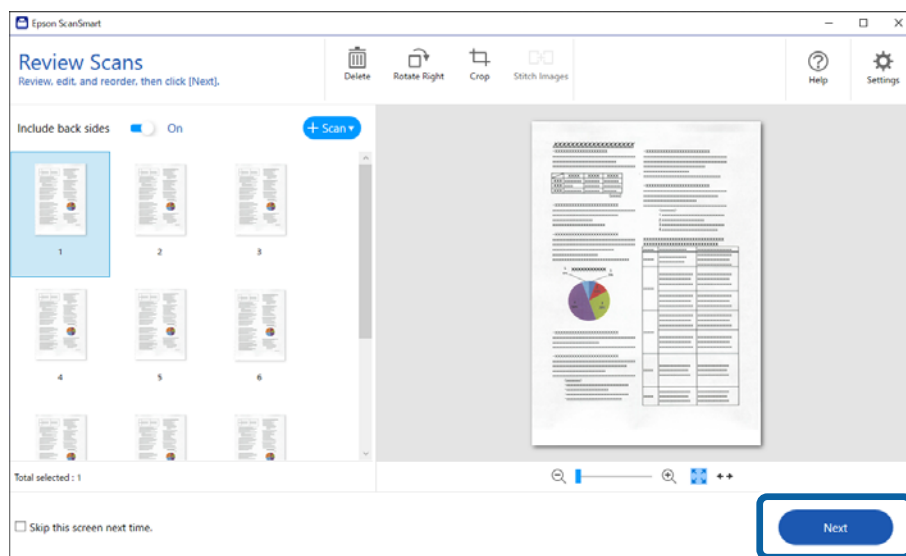 Epson ScanSmart
Review Scans
Review, edit, and reorder, then click [Next].
Delete
Rotate Right
Crop
Stitch Images
Help
Settings
Include back sides
On
+ Scan
1
2
3
4
5
6
Total selected : 1
Skip this screen next time.
Next